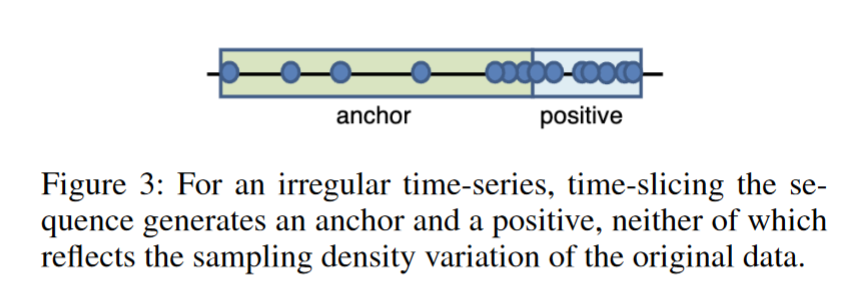 anchor positive
Figure 3: For an irregular time-series, time-slicing the se-
quence generates an anchor and a positive, neither of which
reflects the sampling density variation of the original data.